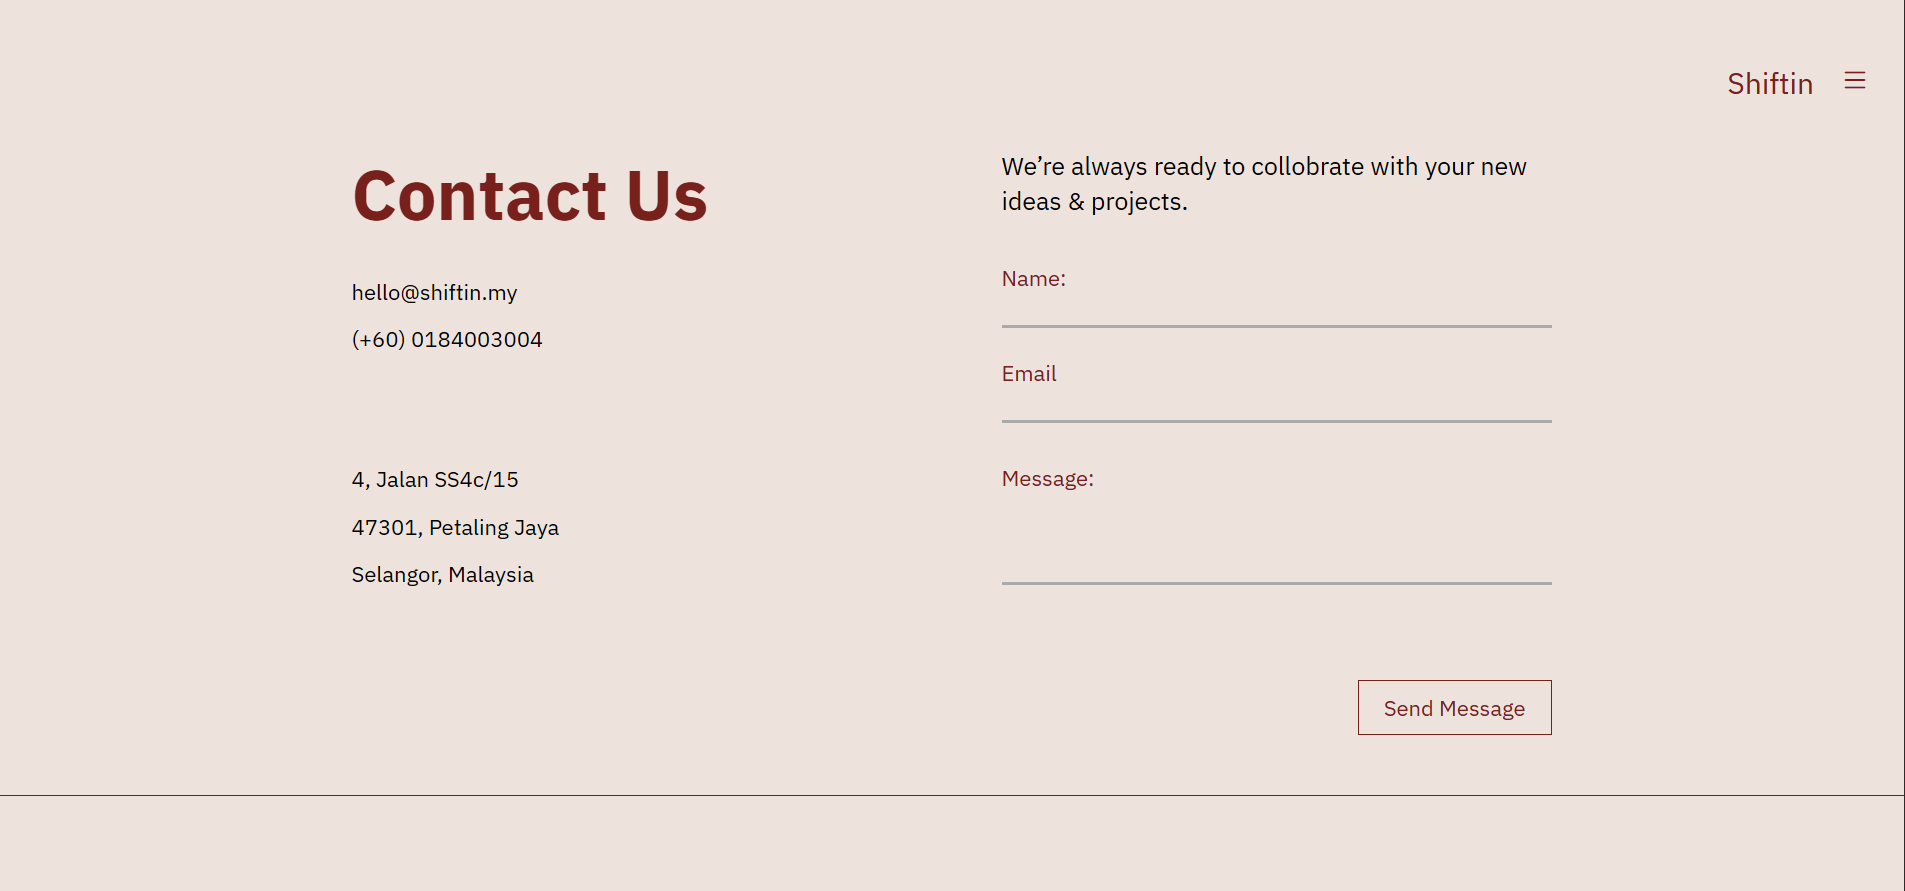 Shiftin
Contact Us
hello@shiftin.my
(+60) 0184003004
4, Jalan SS4c/15
47301, Petaling Jaya
Selangor, Malaysia
We’re always ready to collobrate with your new
ideas & projects.
Name:
Email
Message:
Send Message